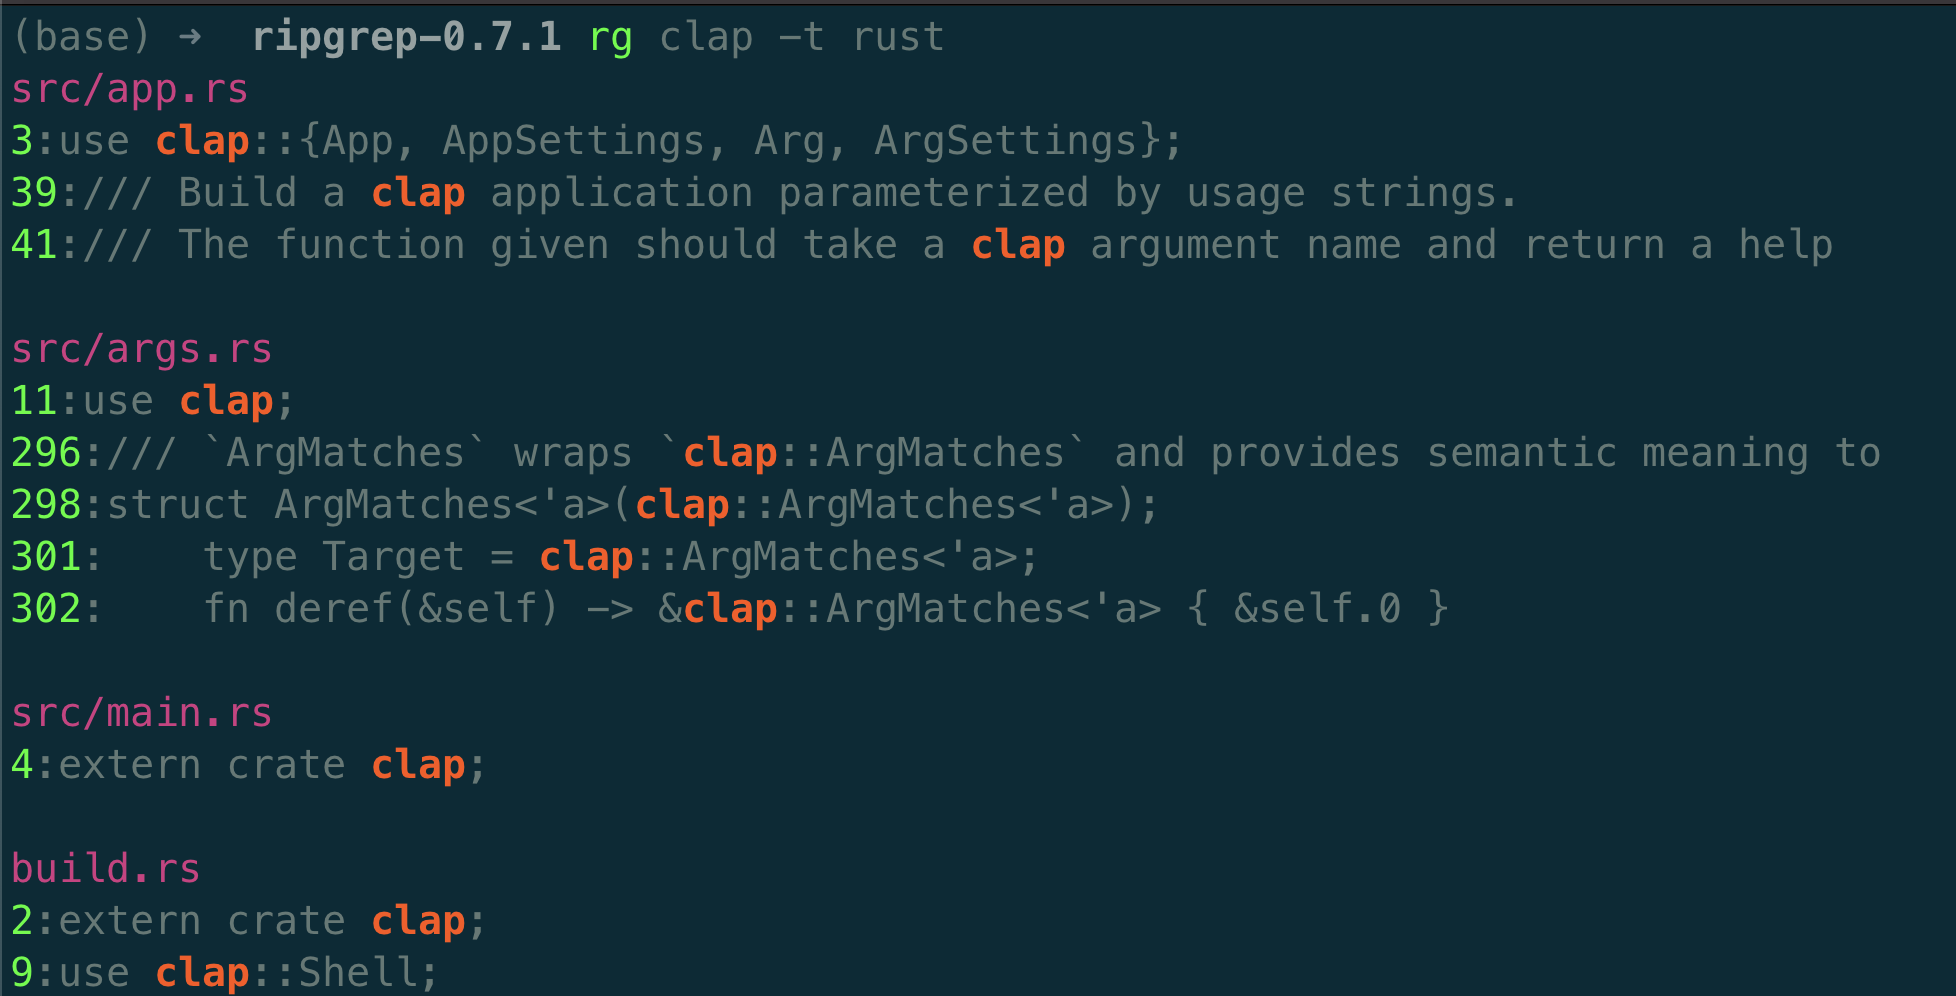 (base) ➜  ripgrep-0.7.1 rg clap -t rust
src/app.rs
3:use clap::{App, AppSettings, Arg, ArgSettings};
39:/// Build a clap application parameterized by usage strings.
41:/// The function given should take a clap argument name and return a help

src/args.rs
11:use clap;
296:/// `ArgMatches` wraps `clap::ArgMatches` and provides semantic meaning to
298:struct ArgMatches<'a>(clap::ArgMatches<'a>);
301:    type Target = clap::ArgMatches<'a>;
302:    fn deref(&self) -> &clap::ArgMatches<'a> { &self.0 }

src/main.rs
4:extern crate clap;

build.rs
2:extern crate clap;
9:use clap::Shell;